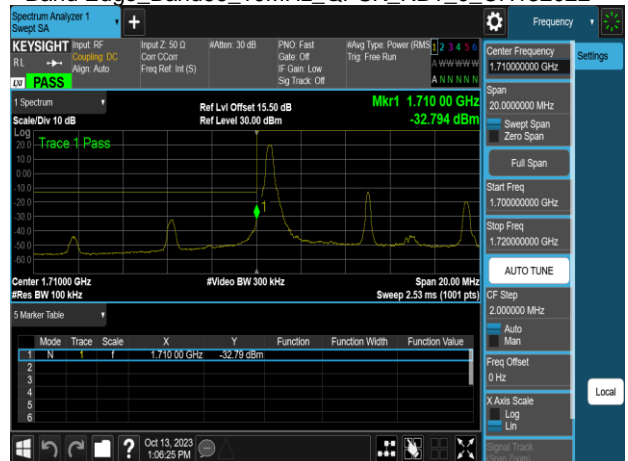 Spectrum Analyzer 1
Swept SA
Frequency
KEYSIGHT
Input: RF
Coupling: DC
Align: Auto
RL
LXI
PASS
Input Z: 50 Ω
Corr CCorr
Freq Ref: Int (S)
#Atten: 30 dB
PNO: Fast
Gate: Off
IF Gain: Low
Sig Track: Off
#Avg Type: Power (RMS
Trig: Free Run
1 2 3 4 5 6
A W W W W W
A N N N N N
1 Spectrum
Scale/Div 10 dB
Ref Lvl Offset 15.50 dB
Ref Level 30.00 dBm
Mkr1 1.710 00 GHz
-32.794 dBm
Log
Trace 1 Pass
20.0
10.0
0.00
-10.0
-20.0
-30.0
-40.0
-50.0
-60.0
1
Center 1.71000 GHz
#Res BW 100 kHz
#Video BW 300 kHz
Span 20.00 MHz
Sweep 2.53 ms (1001 pts)
5 Marker Table
Mode Trace Scale X Y Function Function Width Function Value
1 N 1 f 1.710 00 GHz -32.79 dBm
2
3
4
5
6
Oct 13, 2023
1:06:25 PM
Center Frequency
1.710000000 GHz
Settings
Span
20.0000000 MHz
Swept Span
Zero Span
Full Span
Start Freq
1.700000000 GHz
Stop Freq
1.720000000 GHz
AUTO TUNE
CF Step
2.000000 MHz
Auto
Man
Freq Offset
0 Hz
X Axis Scale
Log
Lin
Local
Signal Track
(Span Zoom)